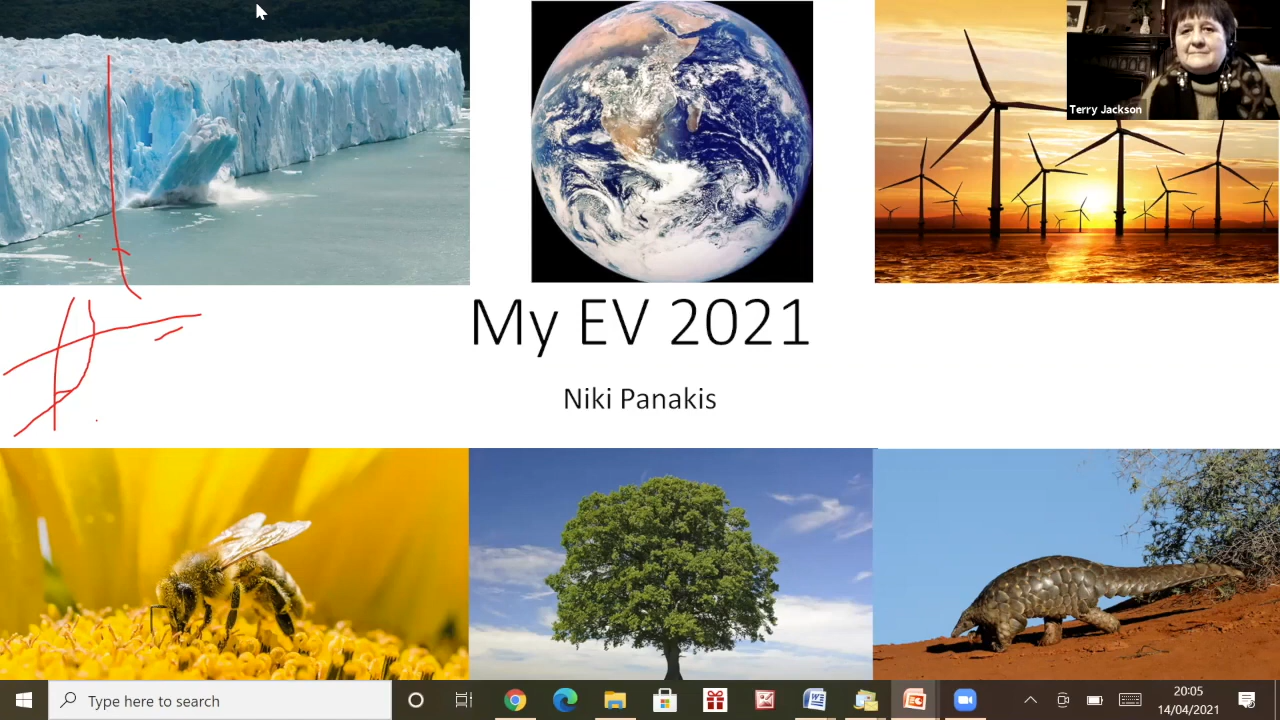 Terry Jackson
My EV 2021
Niki Panakis
Type here to search
20:05
14/04/2021